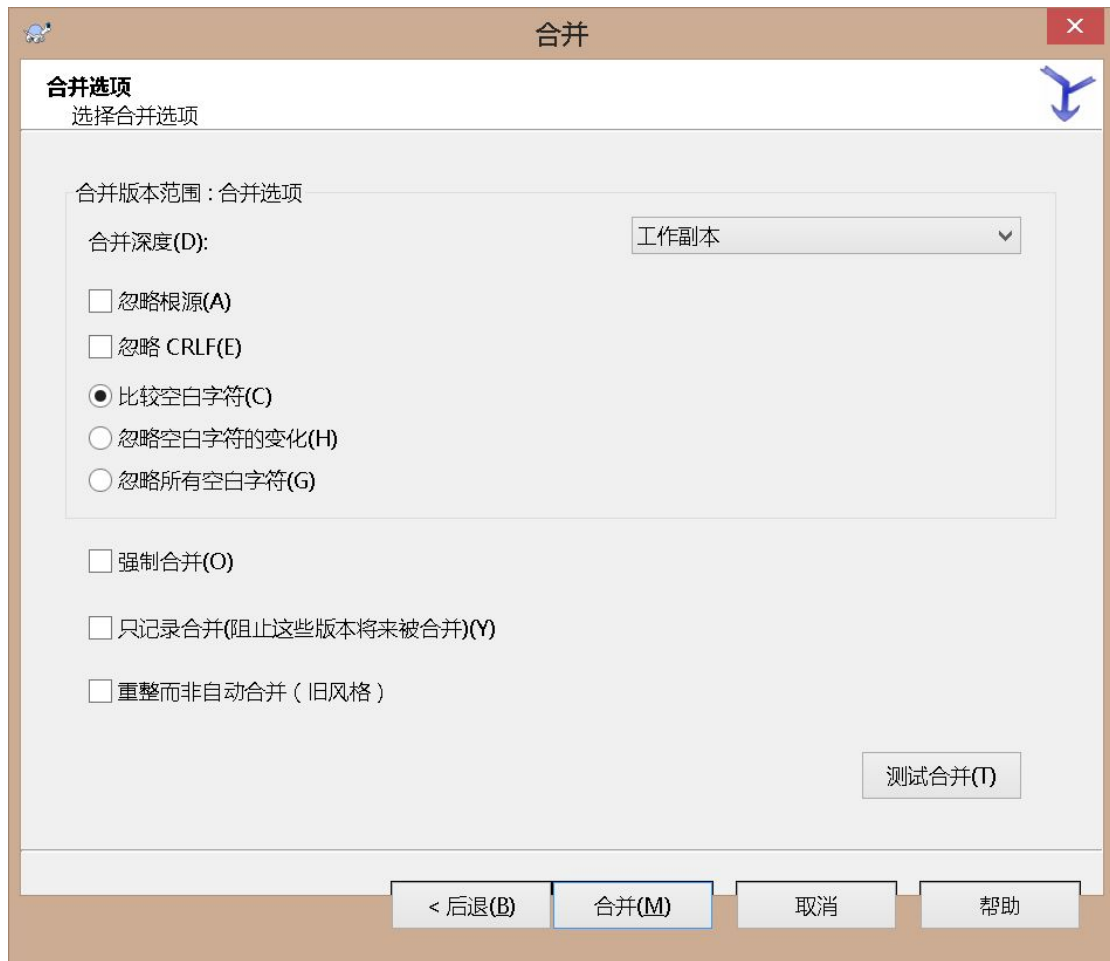 合并
合并选项
选择合并选项
合并版本范围 : 合并选项
合并深度(D):
工作副本
忽略根源(A)
忽略 CRLF(E)
比较空白字符(C)
忽略空白字符的变化(H)
忽略所有空白字符(G)
强制合并(O)
只记录合并(阻止这些版本将来被合并)(Y)
重整而非自动合并 ( 旧风格 )
测试合并(T)
< 后退(B)
合并(M)
取消
帮助